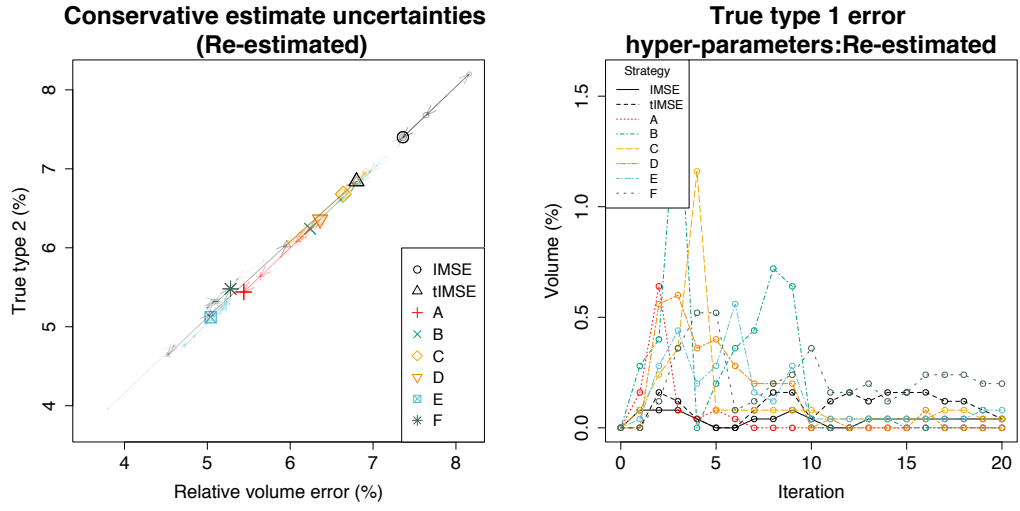 Conservative estimate uncertainties
(Re-estimated)
True type 2 (%)
8
7
6
5
4
IMSE
tIMSE
A
B
C
D
E
F
4
5
6
7
8
Relative volume error (%)
True type 1 error
hyper-parameters:Re-estimated
Volume (%)
1.5
1.0
0.5
0.0
Strategy
IMSE
tIMSE
A
B
C
D
E
F
0
5
10
15
20
Iteration